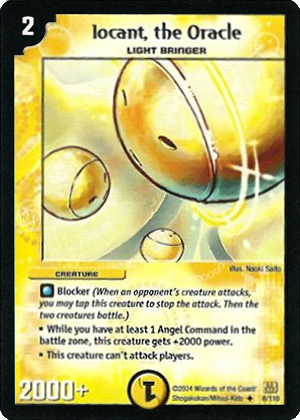 2
Iocant, the Oracle
LIGHT BRINGER
illus. Naoki Saito
CREATURE
Blocker (When an opponent's creature attacks,
you may tap this creature to stop the attack. Then the
two creatures battle.)
• While you have at least 1 Angel Command in the
battle zone, this creature gets +2000 power.
• This creature can't attack players.
2000+
1
©2004 Wizards of the Coast/
Shogakukan/Mitsui-Kids
8/110